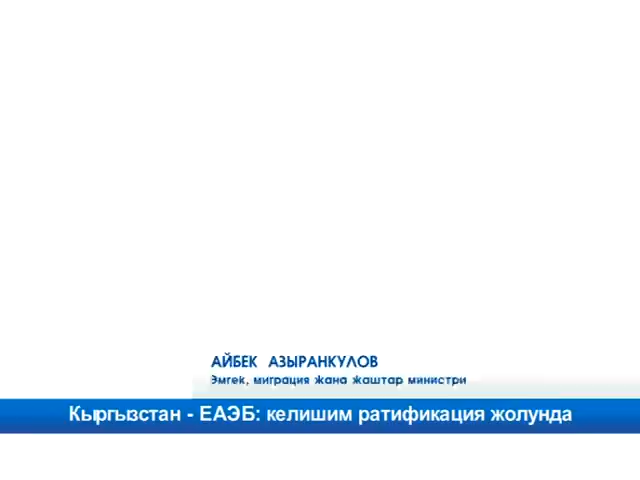 АЙБЕК АЗЫРАНКУЛОВ
Эмгек, миграция жана жаштар министри
Кыргызстан - ЕАЭБ: келишим ратификация жолунда